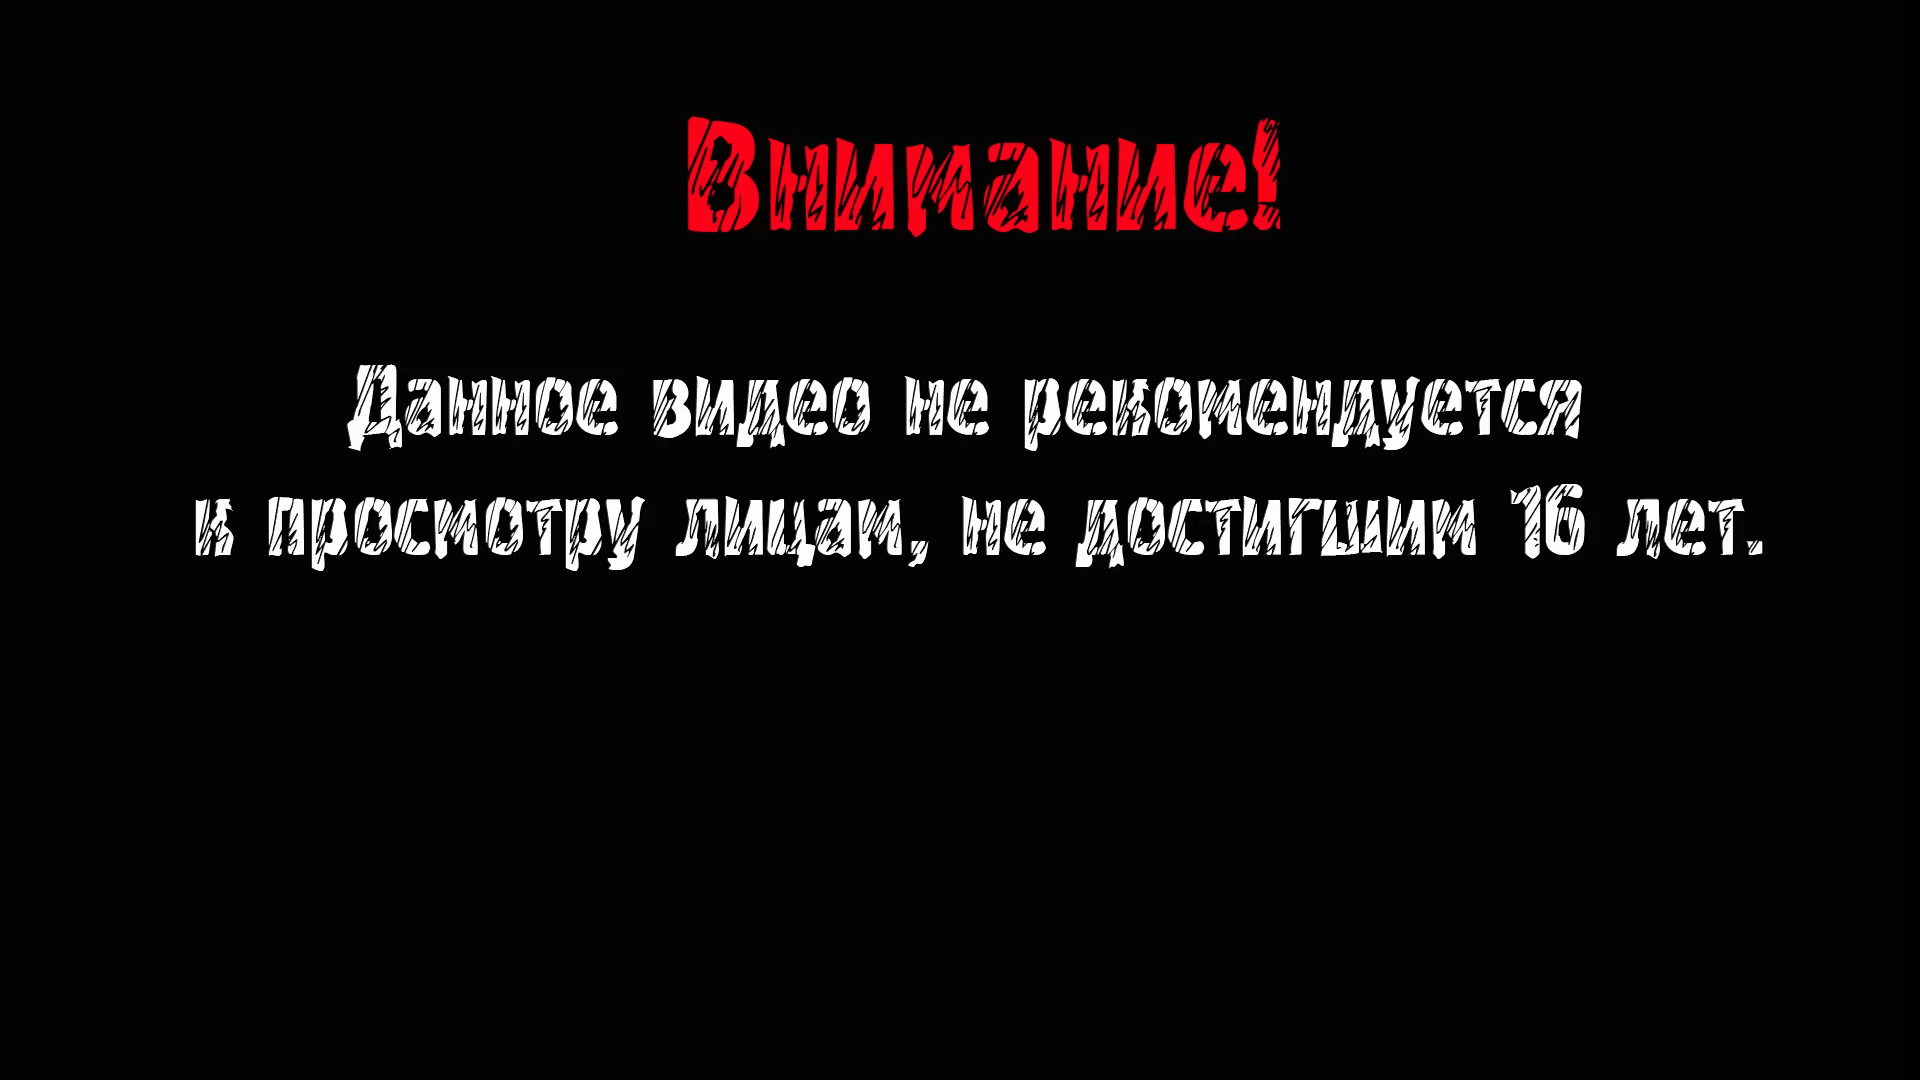 Внимание!
Данное видео не рекомендуется
к просмотру лицам, не достигшим 16 лет.